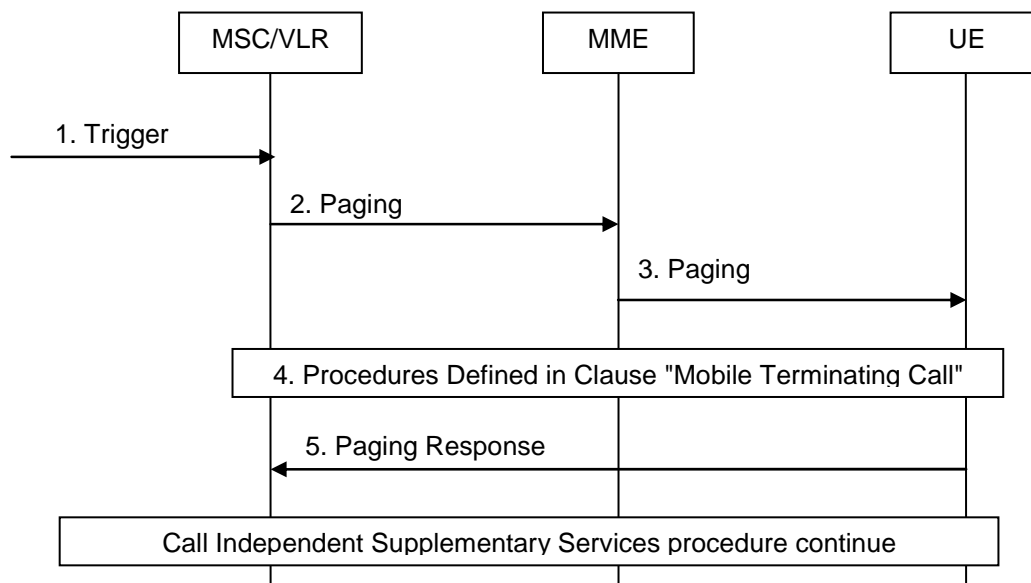 MSC/VLR
MME
UE
1. Trigger
2. Paging
3. Paging
4. Procedures Defined in Clause "Mobile Terminating Call"
5. Paging Response
Call Independent Supplementary Services procedure continue